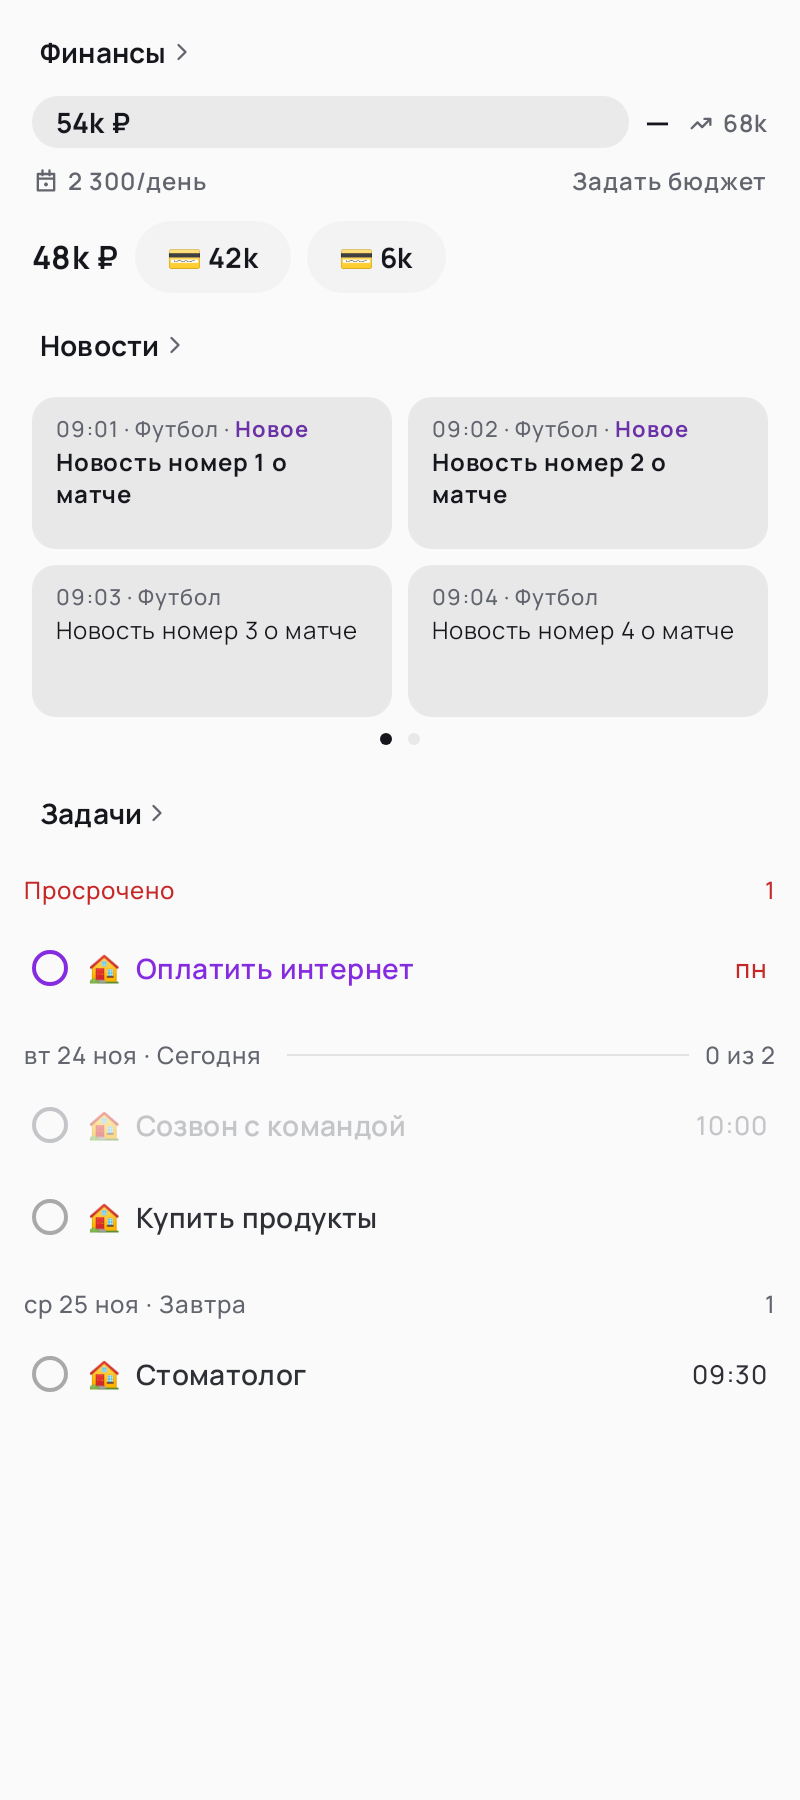 Финансы
54k ₽ — 68k
2 300/день Задать бюджет
48k ₽ 42k 6k
Новости
09:01 · Футбол · Новое
Новость номер 1 о
матче
09:02 · Футбол · Новое
Новость номер 2 о
матче
09:03 · Футбол
Новость номер 3 о матче
09:04 · Футбол
Новость номер 4 о матче
Задачи
Просрочено 1
Оплатить интернет пн
вт 24 ноя · Сегодня 0 из 2
Созвон с командой 10:00
Купить продукты
ср 25 ноя · Завтра 1
Стоматолог 09:30